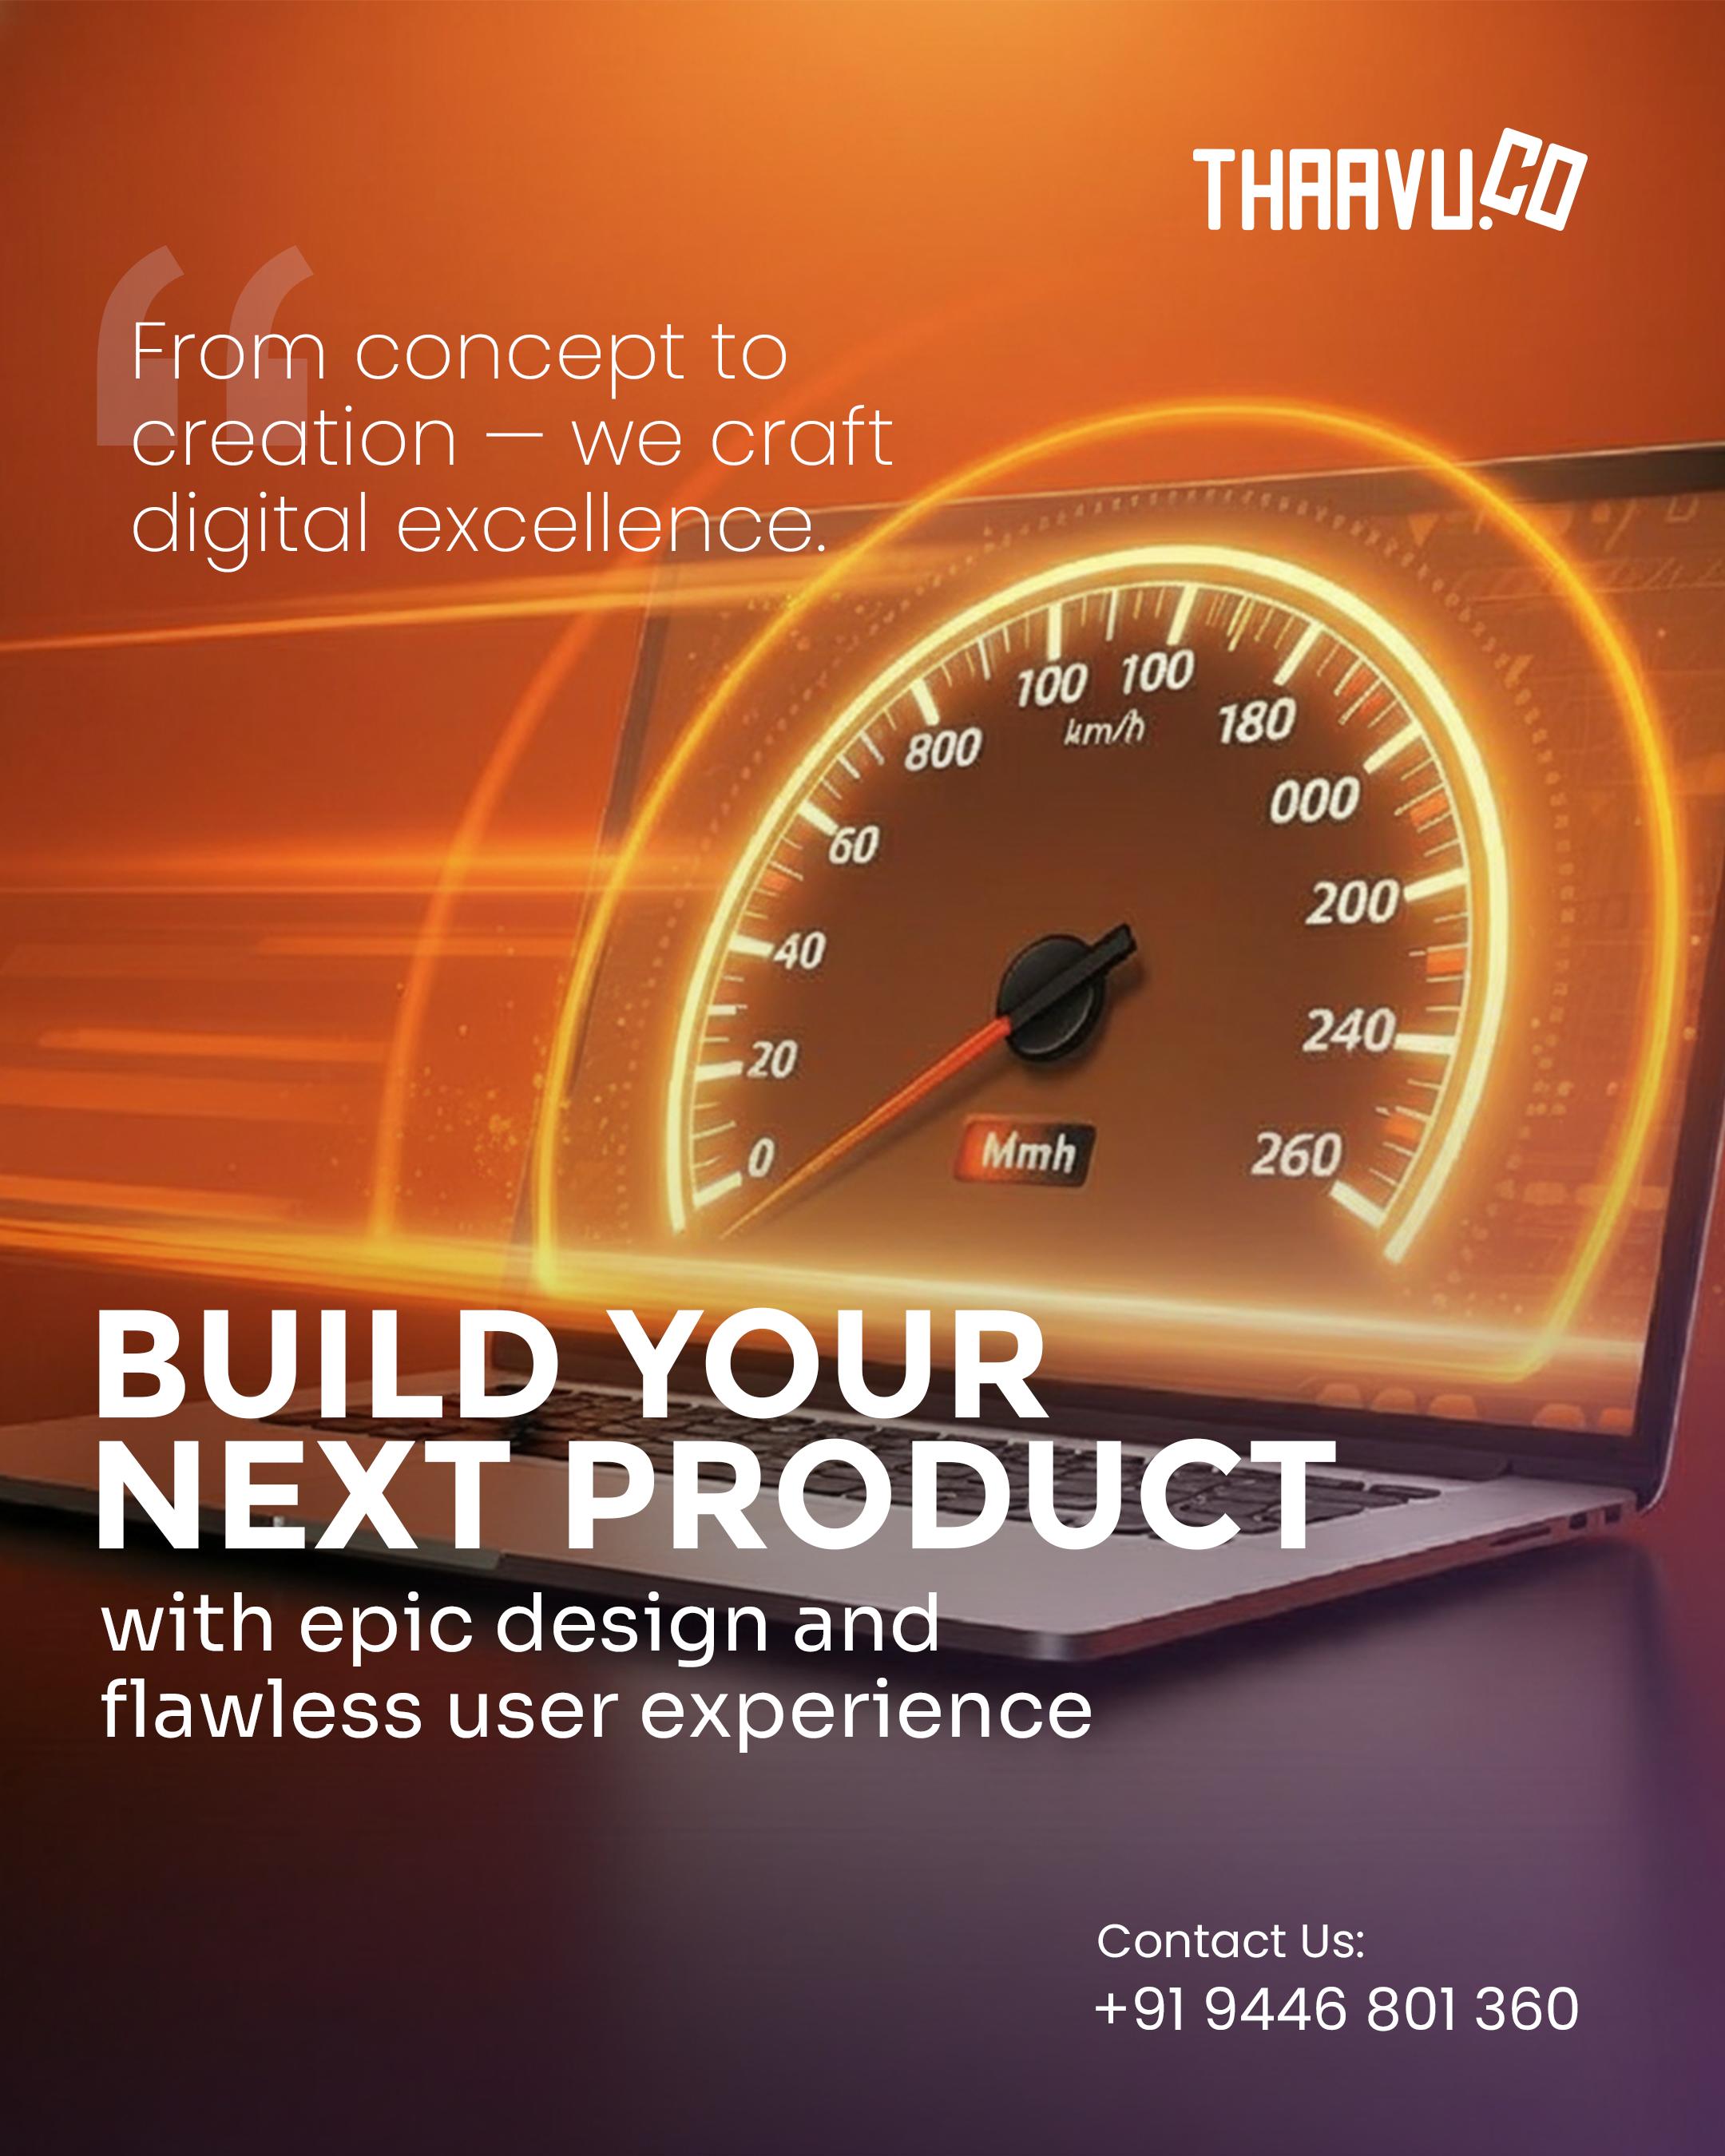 THAAVU.CO
“
From concept to
creation — we craft
digital excellence.
100 100
km/h
800
180
60
000
40
200
20
240
0
Mmh
260
BUILD YOUR
NEXT PRODUCT
with epic design and
flawless user experience
Contact Us:
+91 9446 801 360